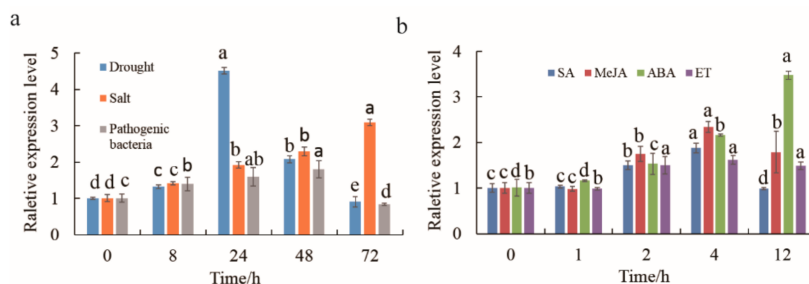 a
Raletive expression level
5
4
3
2
1
0
Drought
Salt
Pathogenic
bacteria
d d c
c c b
a b ab
b b a
e a d
0 8 24 48 72
Time/h
b
Raletive expression level
4
3
2
1
0
SA MeJA ABA ET
c c c c
c c c c
b b b a
a a b a
d b a a
0 1 2 4 12
Time/h